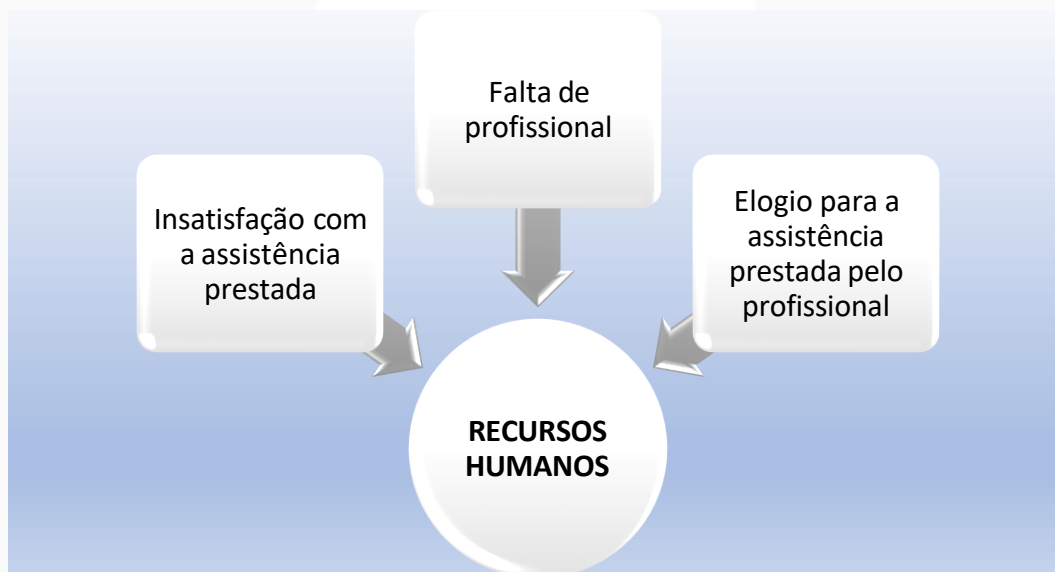 Falta de
profissional
Insatisfação com
a assistência
prestada
Elogio para a
assistência
prestada pelo
profissional
RECURSOS
HUMANOS